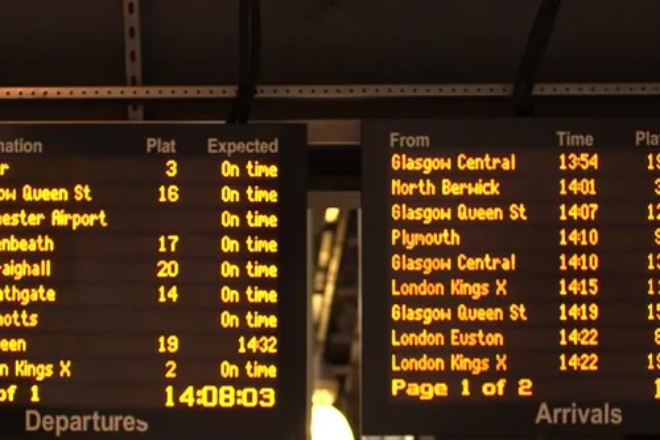 nation Plat Expected
r 3 On time
ow Queen St 16 On time
ester Airport On time
enbeath 17 On time
raighall 20 On time
athgate 14 On time
hotts On time
een 19 14:32
n Kings X 2 On time
of 1 14:08:03
Departures
From Time Plat
Glasgow Central 13:54
North Berwick 14:01
Glasgow Queen St 14:07
Plymouth 14:10
Glasgow Central 14:10
London Kings X 14:15
Glasgow Queen St 14:19
London Euston 14:22
London Kings X 14:22
Page 1 of 2 1
Arrivals